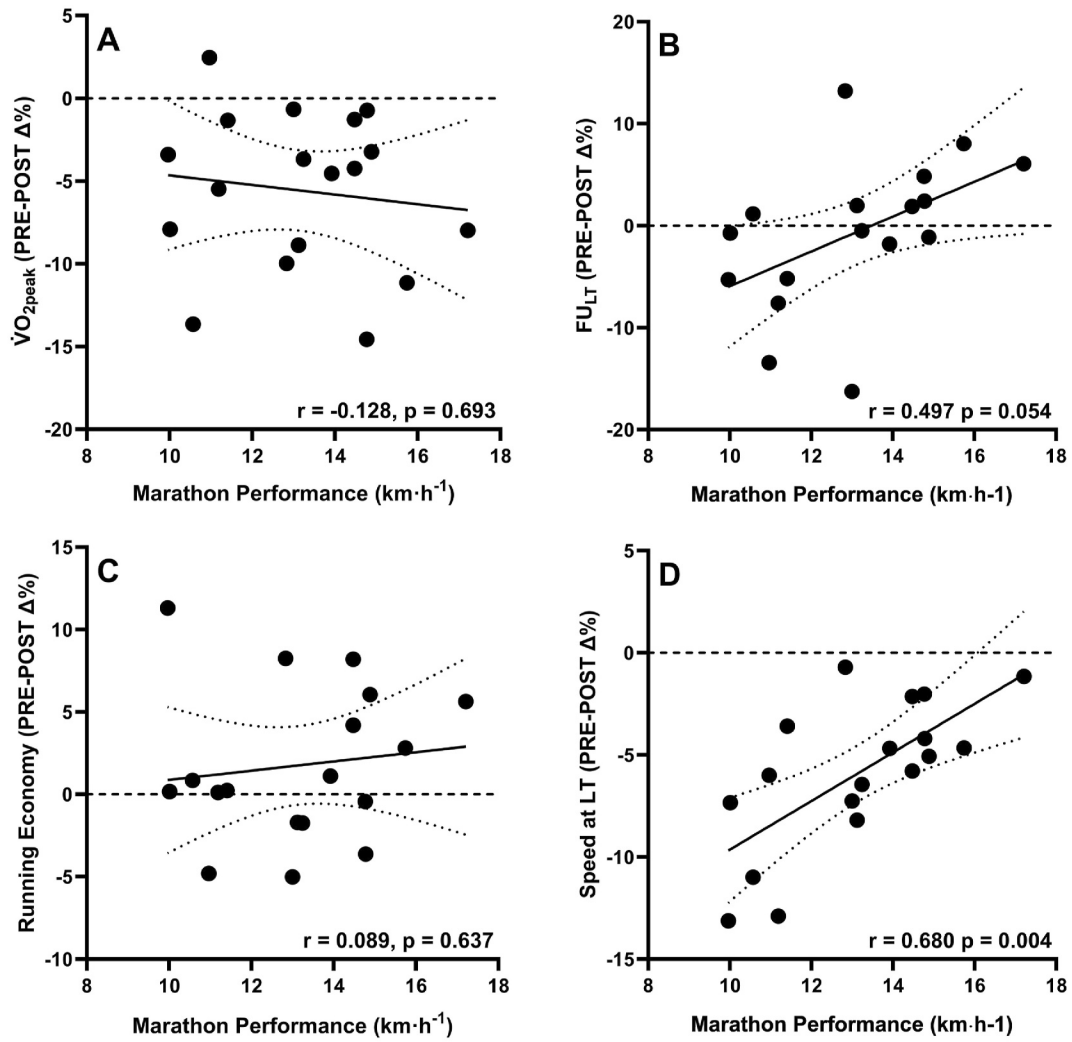 A
5
0
-5
-10
-15
-20
V̇O2peak (PRE-POST Δ%)
r = -0.128, p = 0.693
8 10 12 14 16 18
Marathon Performance (km·h-1)
B
20
10
0
-10
-20
FULT (PRE-POST Δ%)
r = 0.497 p = 0.054
8 10 12 14 16 18
Marathon Performance (km·h-1)
C
15
10
5
0
-5
-10
Running Economy (PRE-POST Δ%)
r = 0.089, p = 0.637
8 10 12 14 16 18
Marathon Performance (km·h-1)
D
5
0
-5
-10
-15
Speed at LT (PRE-POST Δ%)
r = 0.680 p = 0.004
8 10 12 14 16 18
Marathon Performance (km·h-1)